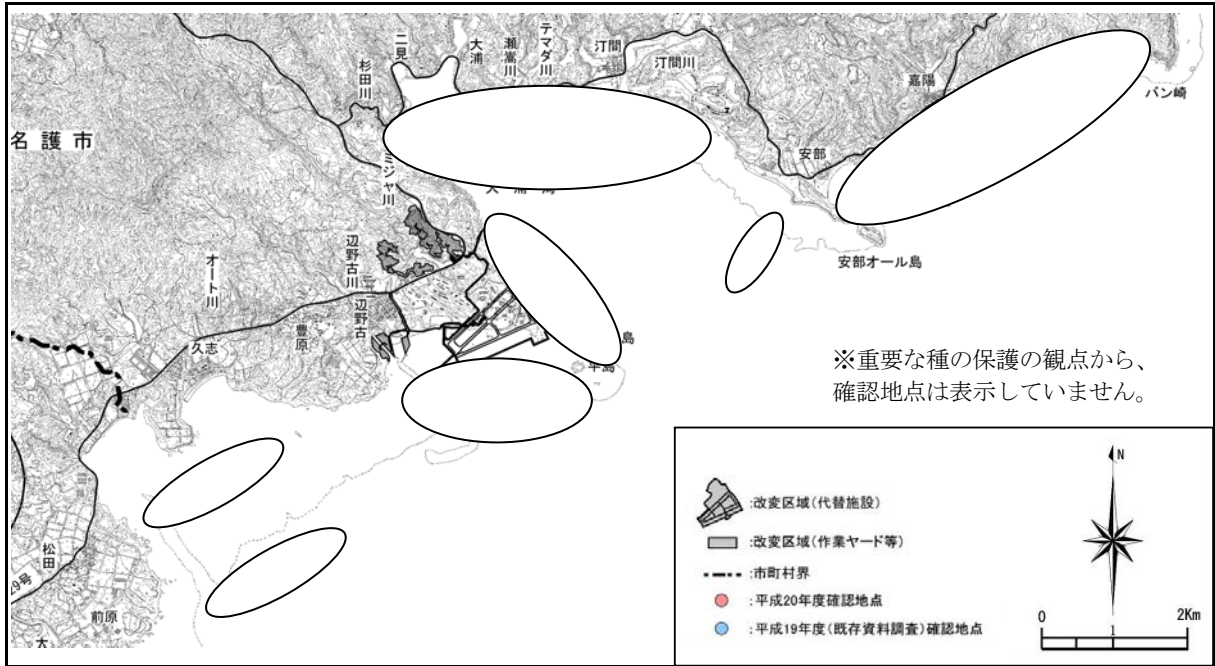 二見
大浦
瀬嵩川
テマダ川
汀間
汀間川
杉田川
嘉陽
バン崎
名護市
安部
ミジャ川
安部オール島
辺野古川
辺野古
オート川
豊原
久志
島
平島
※重要な種の保護の観点から、
確認地点は表示していません。
松田
29号
前原
:改変区域(代替施設)
:改変区域(作業ヤード等)
:市町村界
:平成20年度確認地点
:平成19年度(既存資料調査)確認地点
N
0
1
2Km